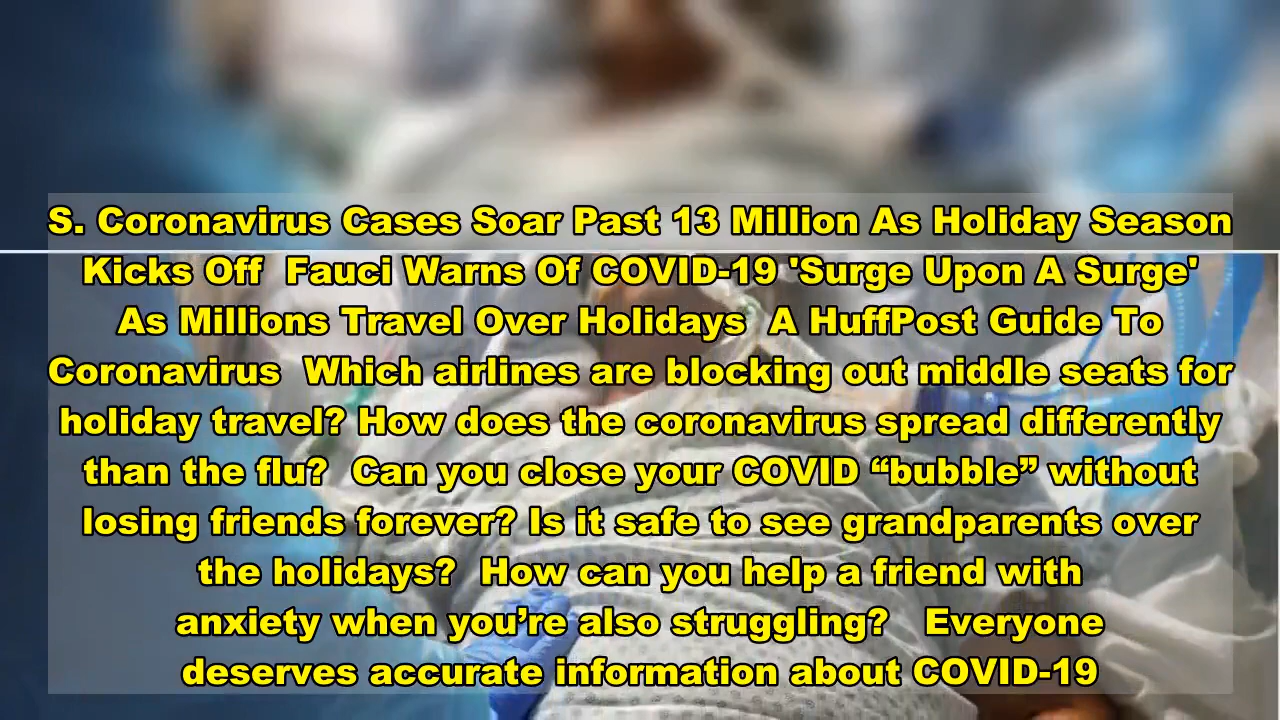 S. Coronavirus Cases Soar Past 13 Million As Holiday Season
Kicks Off  Fauci Warns Of COVID-19 'Surge Upon A Surge'
As Millions Travel Over Holidays  A HuffPost Guide To
Coronavirus  Which airlines are blocking out middle seats for
holiday travel? How does the coronavirus spread differently
than the flu?  Can you close your COVID “bubble” without
losing friends forever? Is it safe to see grandparents over
the holidays?  How can you help a friend with
anxiety when you’re also struggling?   Everyone
deserves accurate information about COVID-19